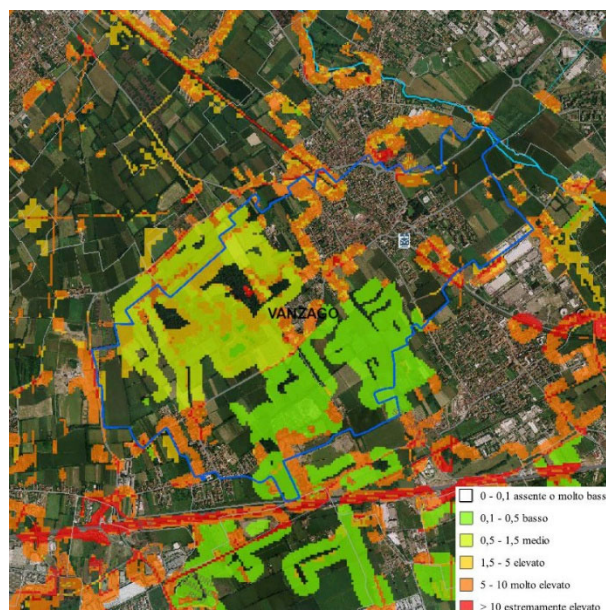 VANZAGO
0 - 0,1 assente o molto bass
0,1 - 0,5 basso
0,5 - 1,5 medio
1,5 - 5 elevato
5 - 10 molto elevato
> 10 estremamente elevato